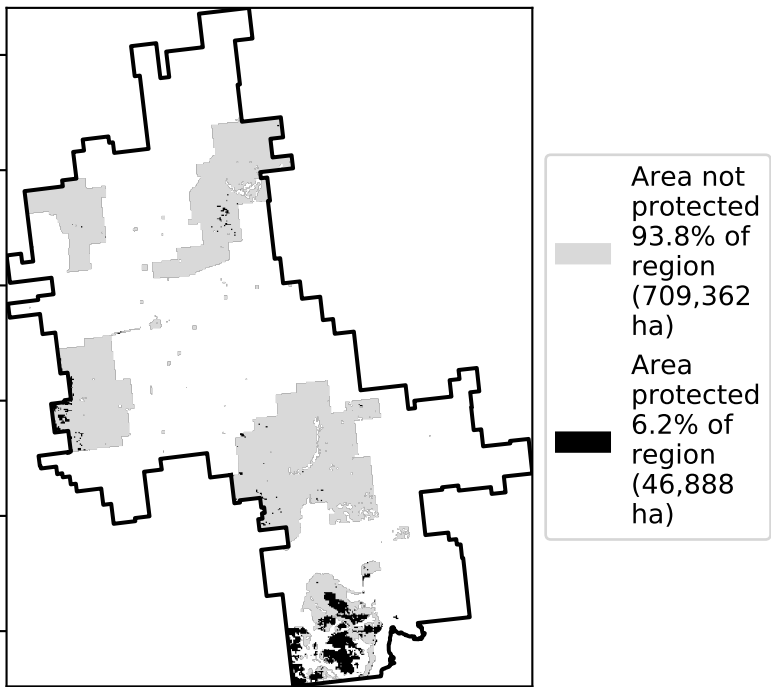 Area not
protected
93.8% of
region
(709,362
ha)
Area
protected
6.2% of
region
(46,888
ha)